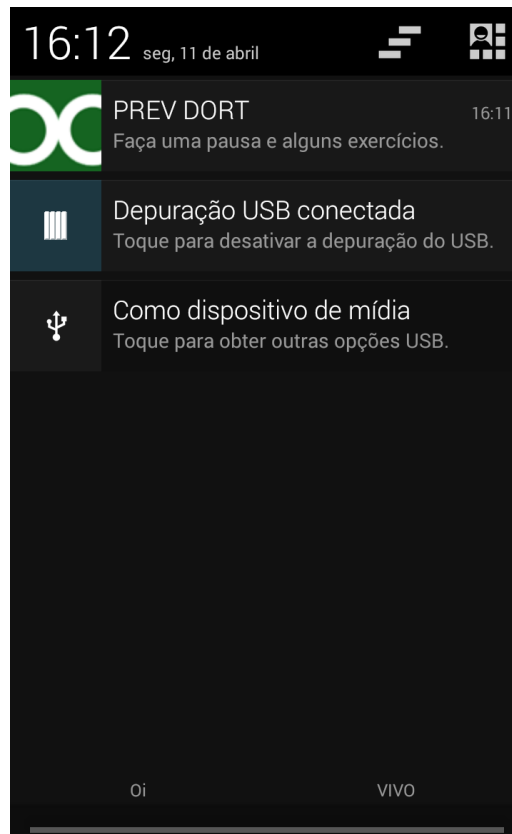 16:12 seg, 11 de abril
PREV DORT 16:11
Faça uma pausa e alguns exercícios.
Depuração USB conectada
Toque para desativar a depuração do USB.
Como dispositivo de mídia
Toque para obter outras opções USB.
Oi VIVO